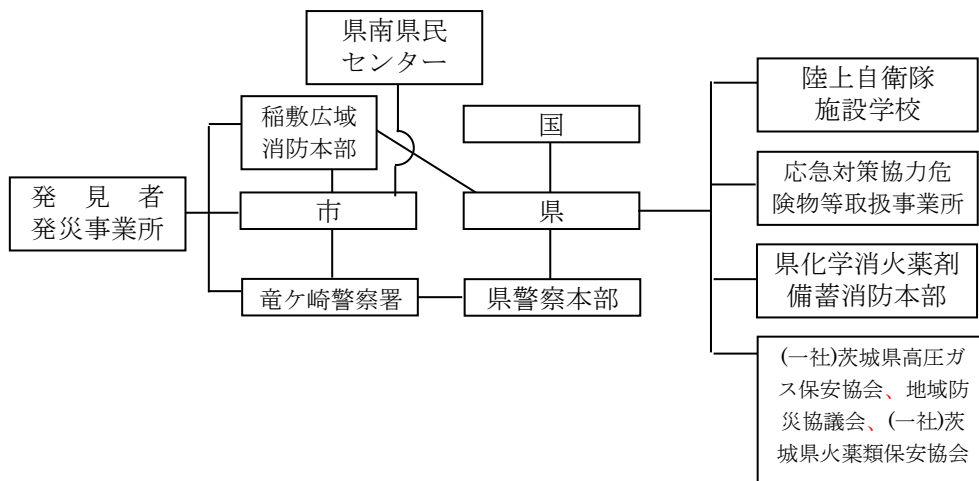 県南県民
センター
稲敷広域
消防本部
国
陸上自衛隊
施設学校
発　見　者
発災事業所
市
県
応急対策協力危
険物等取扱事業所
竜ケ崎警察署
県警察本部
県化学消火薬剤
備蓄消防本部
(一社)茨城県高圧ガ
ス保安協会、地域防
災協議会、(一社)茨
城県火薬類保安協会